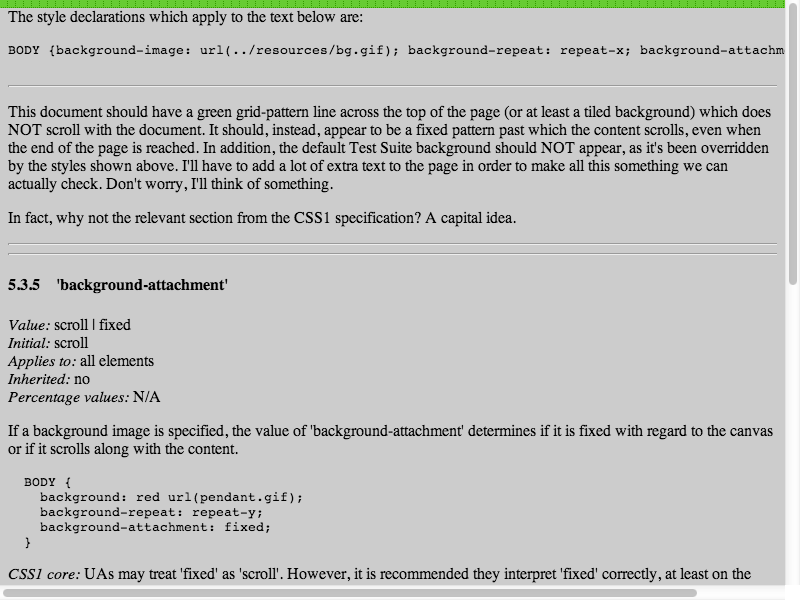 The style declarations which apply to the text below are:
BODY {background-image: url(../resources/bg.gif); background-repeat: repeat-x; background-attachm
This document should have a green grid-pattern line across the top of the page (or at least a tiled background) which does
NOT scroll with the document. It should, instead, appear to be a fixed pattern past which the content scrolls, even when
the end of the page is reached. In addition, the default Test Suite background should NOT appear, as it's been overridden
by the styles shown above. I'll have to add a lot of extra text to the page in order to make all this something we can
actually check. Don't worry, I'll think of something.
In fact, why not the relevant section from the CSS1 specification? A capital idea.
5.3.5 'background-attachment'
Value: scroll | fixed
Initial: scroll
Applies to: all elements
Inherited: no
Percentage values: N/A
If a background image is specified, the value of 'background-attachment' determines if it is fixed with regard to the canvas
or if it scrolls along with the content.
BODY {
background: red url(pendant.gif);
background-repeat: repeat-y;
background-attachment: fixed;
}
CSS1 core: UAs may treat 'fixed' as 'scroll'. However, it is recommended they interpret 'fixed' correctly, at least on the